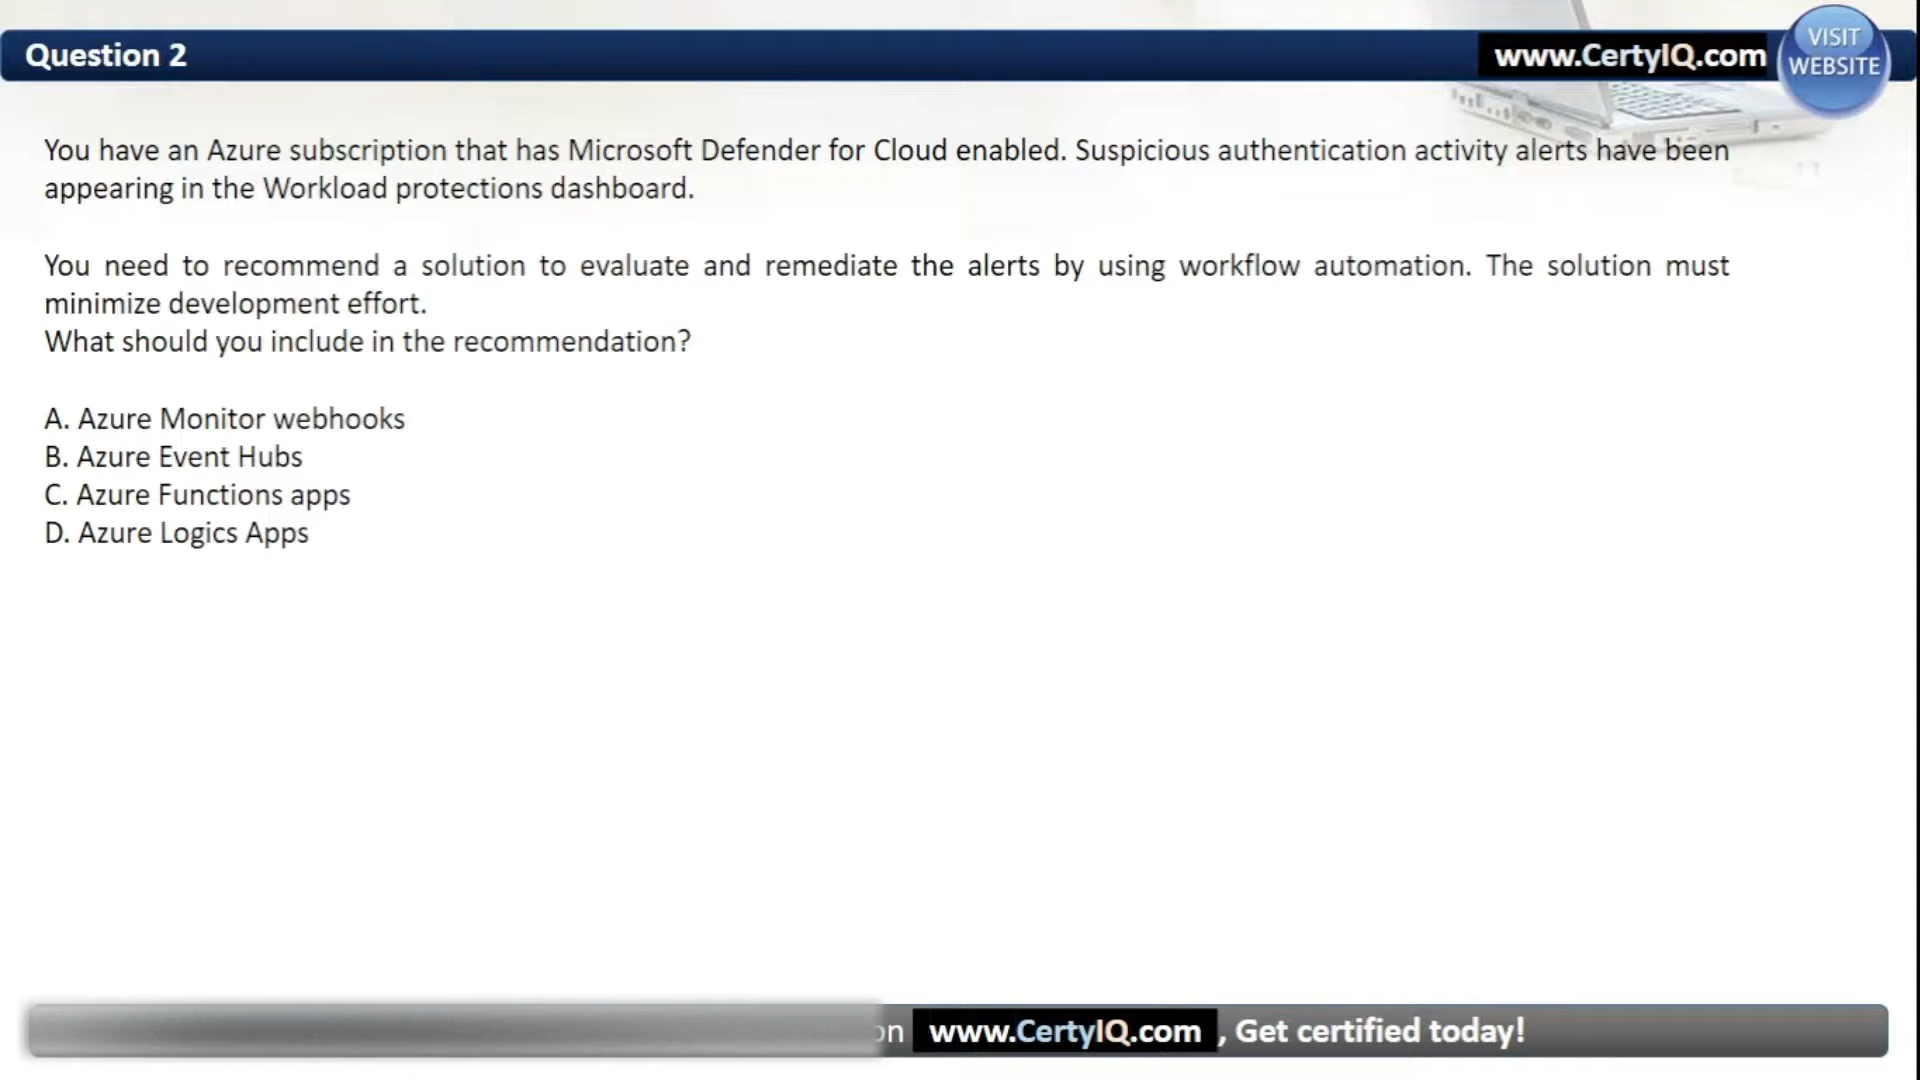 Question 2
www.CertyIQ.com
VISIT
WEBSITE
You have an Azure subscription that has Microsoft Defender for Cloud enabled. Suspicious authentication activity alerts have been
appearing in the Workload protections dashboard.
You need to recommend a solution to evaluate and remediate the alerts by using workflow automation. The solution must
minimize development effort.
What should you include in the recommendation?
A. Azure Monitor webhooks
B. Azure Event Hubs
C. Azure Functions apps
D. Azure Logics Apps
on www.CertyIQ.com , Get certified today!